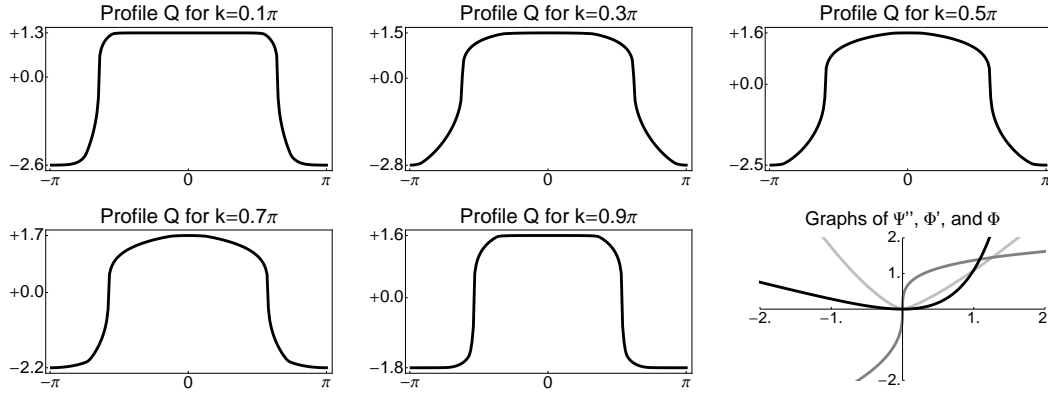 Profile Q for k=0.1π
+1.3
+0.0
−2.6
−π
0
π
Profile Q for k=0.3π
+1.5
+0.0
−2.8
−π
0
π
Profile Q for k=0.5π
+1.6
+0.0
−2.5
−π
0
π
Profile Q for k=0.7π
+1.7
+0.0
−2.2
−π
0
π
Profile Q for k=0.9π
+1.6
+0.0
−1.8
−π
0
π
Graphs of Ψ'', Φ', and Φ
2.
1.
−2.
−1.
1.
2.
−2.